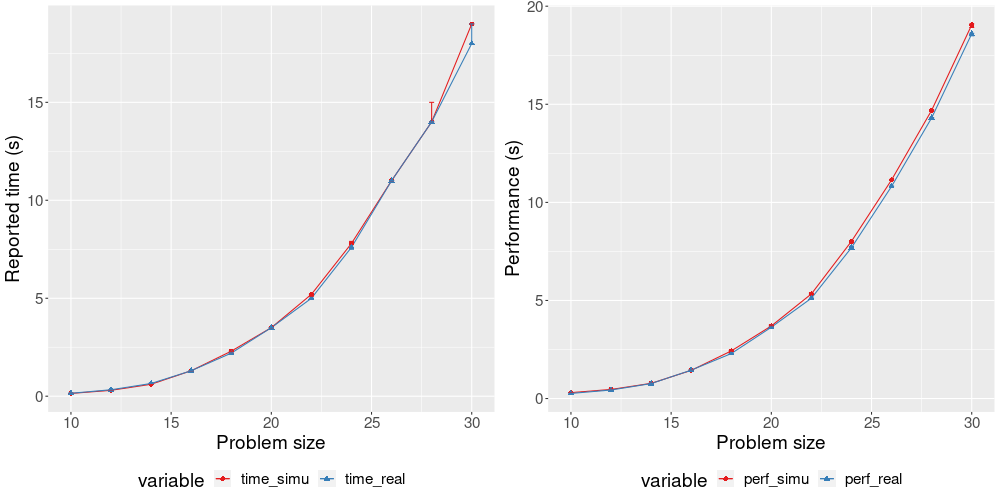 15
10
5
0
Reported time (s)
10 15 20 25 30
Problem size
variable time_simu time_real
20
15
10
5
0
Performance (s)
10 15 20 25 30
Problem size
variable perf_simu perf_real